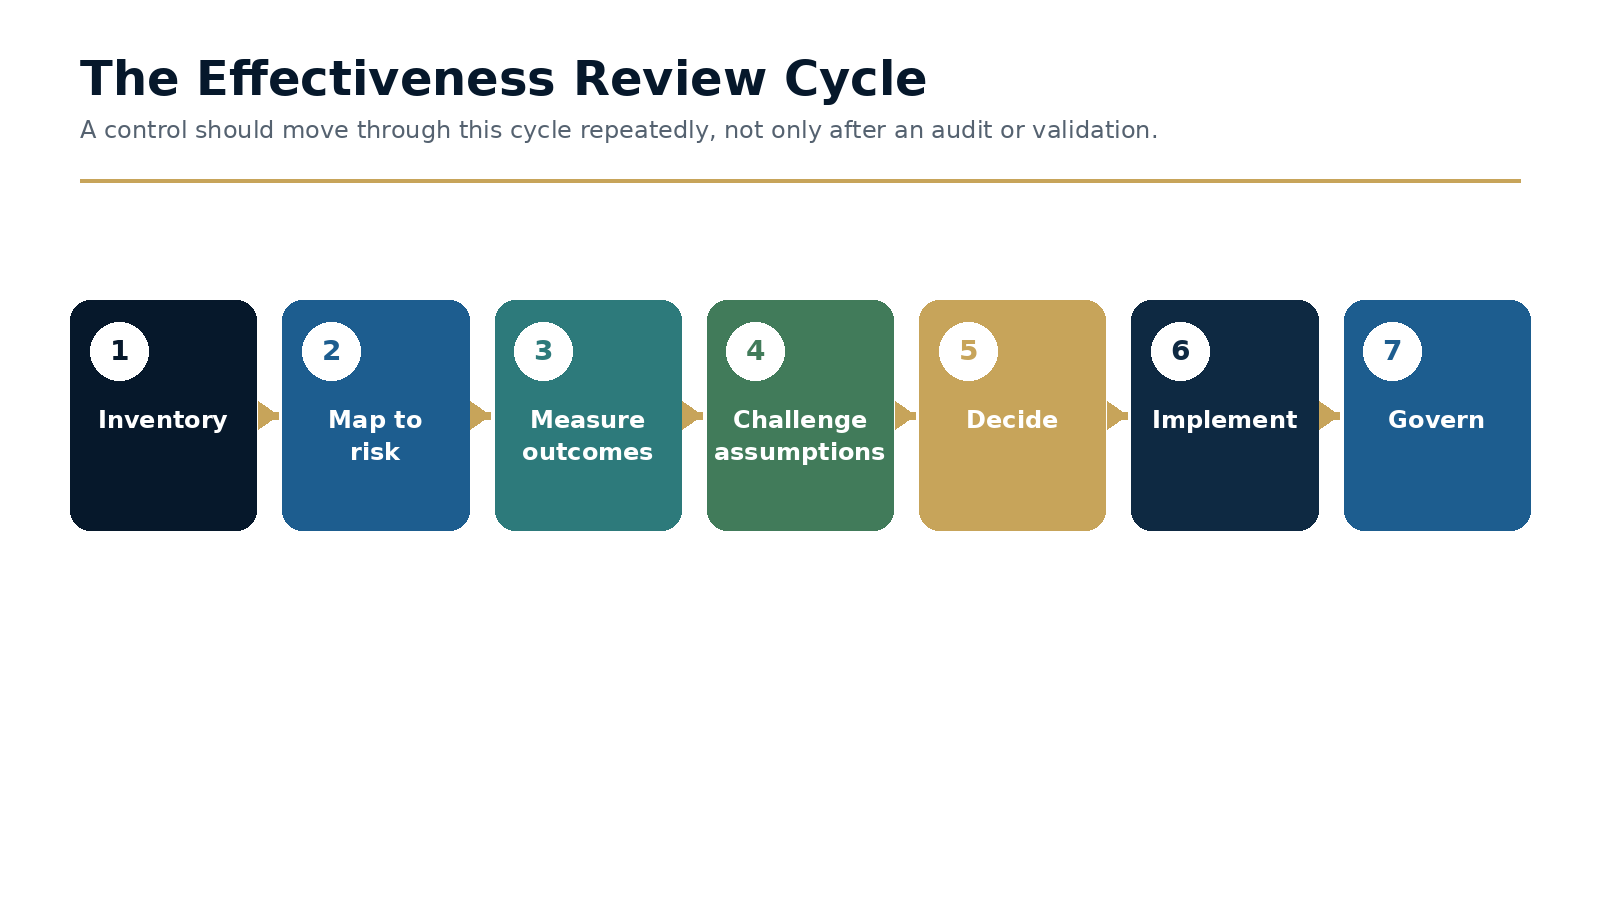 The Effectiveness Review Cycle
A control should move through this cycle repeatedly, not only after an audit or validation.
1
Inventory
2
Map to
risk
3
Measure
outcomes
4
Challenge
assumptions
5
Decide
6
Implement
7
Govern